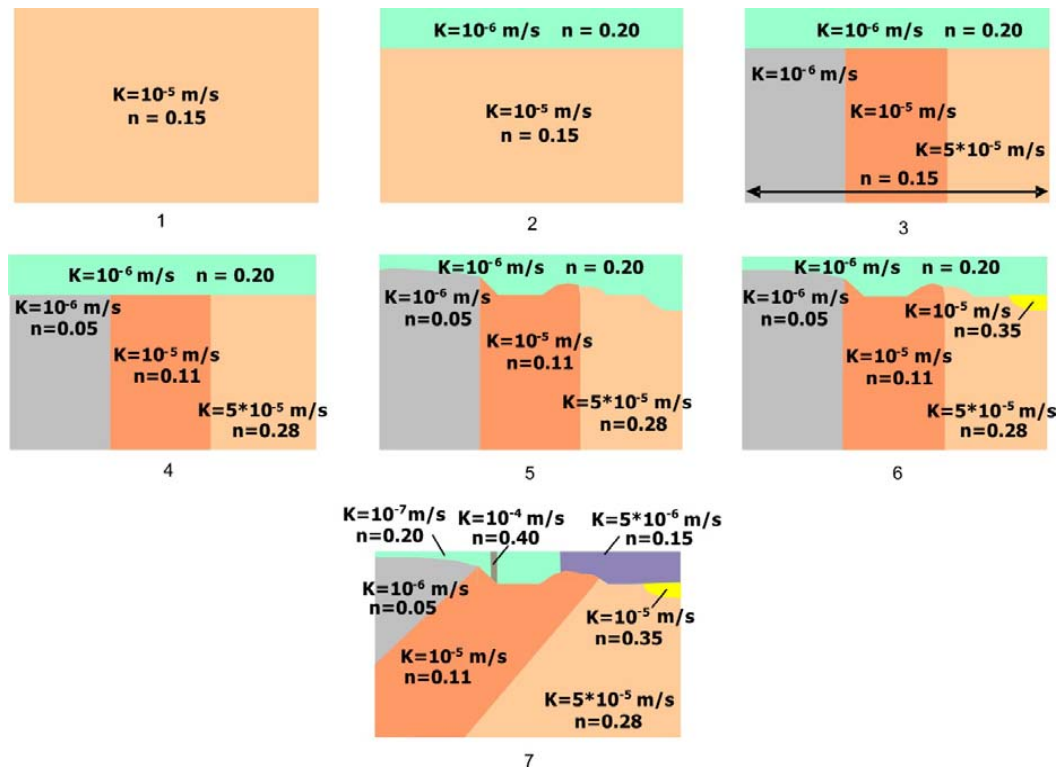 K=10⁻⁵ m/s
n = 0.15
1
K=10⁻⁶ m/s n = 0.20
K=10⁻⁵ m/s
n = 0.15
2
K=10⁻⁶ m/s n = 0.20
K=10⁻⁶ m/s
K=10⁻⁵ m/s
K=5*10⁻⁵ m/s
n = 0.15
3
K=10⁻⁶ m/s n = 0.20
K=10⁻⁶ m/s
n=0.05
K=10⁻⁵ m/s
n=0.11
K=5*10⁻⁵ m/s
n=0.28
4
K=10⁻⁶ m/s n = 0.20
K=10⁻⁶ m/s
n=0.05
K=10⁻⁵ m/s
n=0.11
K=5*10⁻⁵ m/s
n=0.28
5
K=10⁻⁶ m/s n = 0.20
K=10⁻⁶ m/s
n=0.05
K=10⁻⁵ m/s
n=0.35
K=10⁻⁵ m/s
n=0.11
K=5*10⁻⁵ m/s
n=0.28
6
K=10⁻⁷m/s
n=0.20
K=10⁻⁴ m/s
n=0.40
K=5*10⁻⁶ m/s
n=0.15
K=10⁻⁶ m/s
n=0.05
K=10⁻⁵ m/s
n=0.35
K=10⁻⁵ m/s
n=0.11
K=5*10⁻⁵ m/s
n=0.28
7